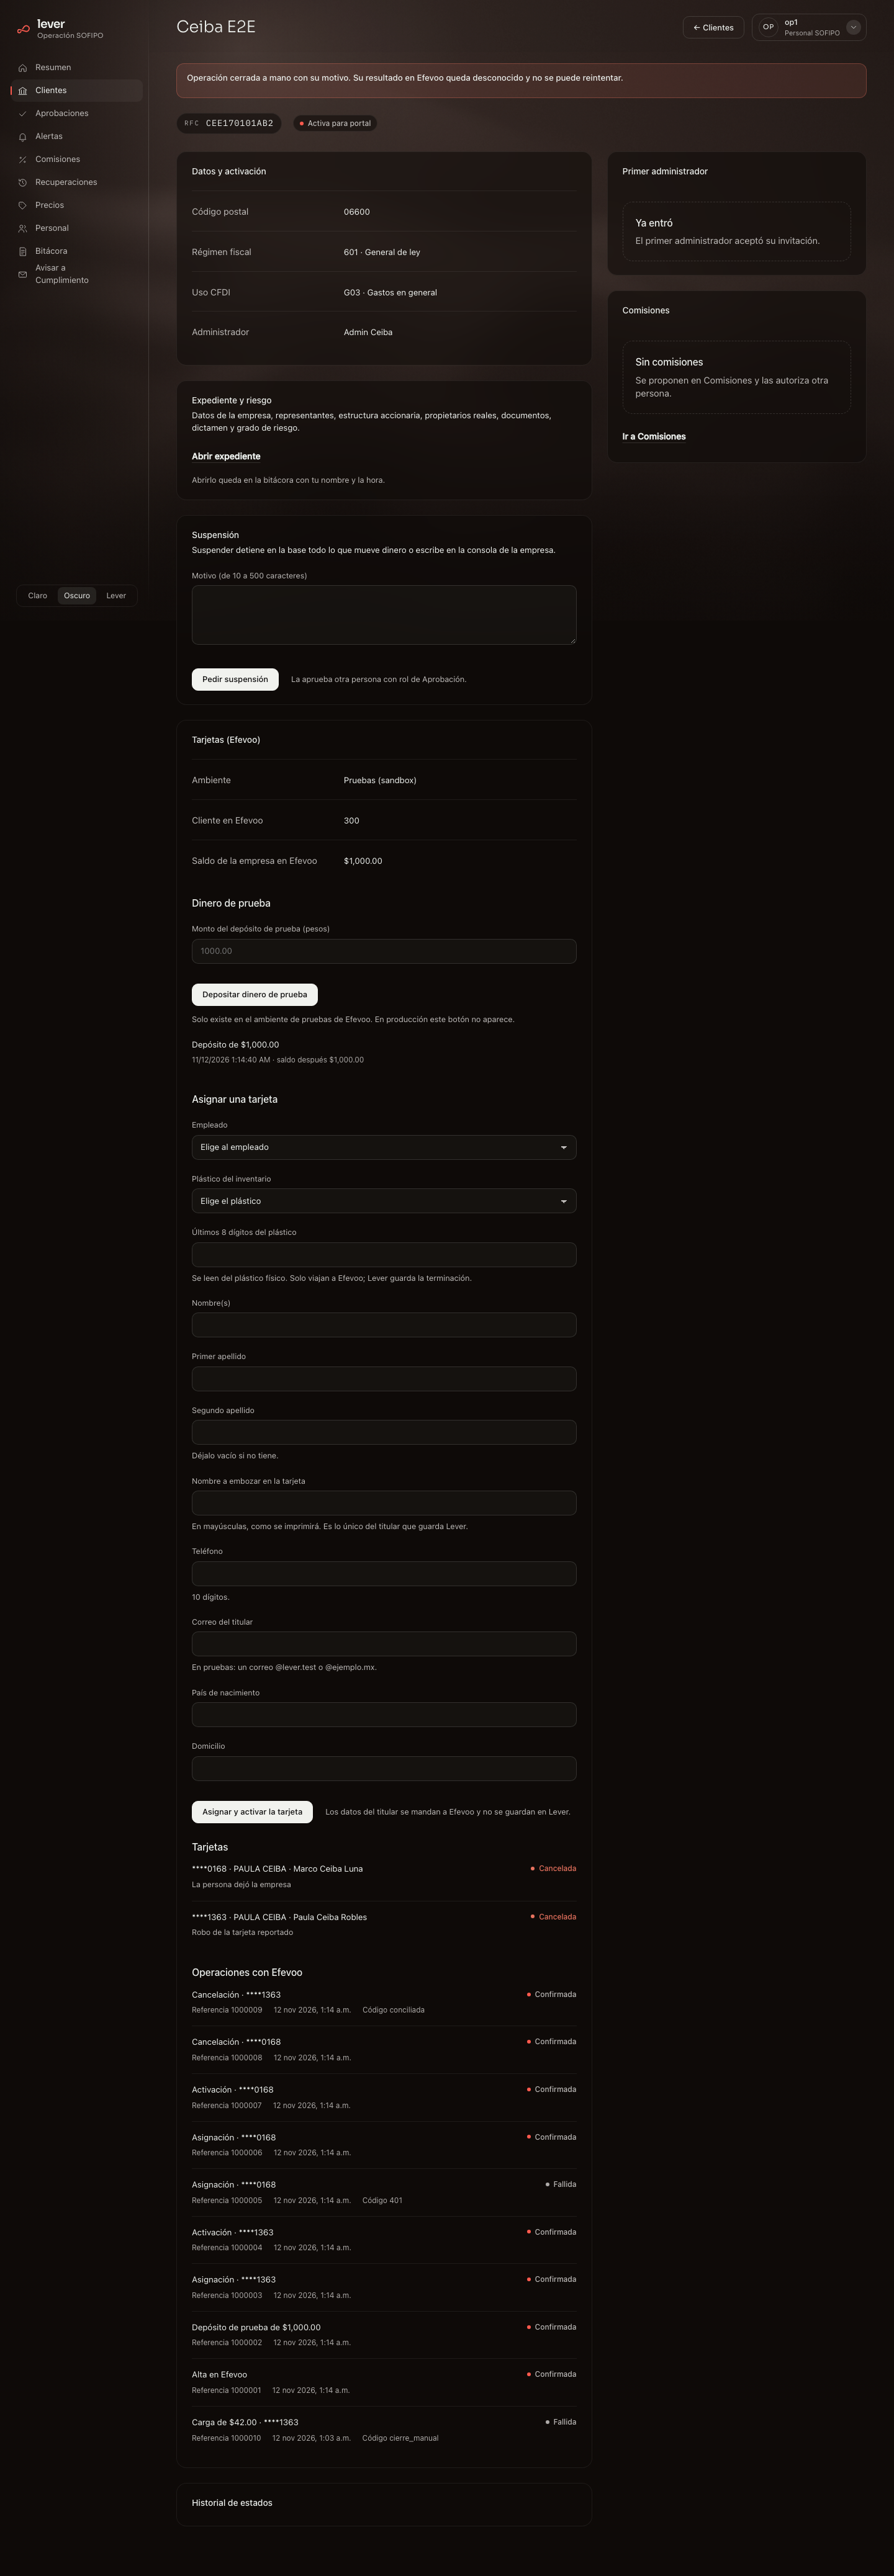 lever
Operación SOFIPO
Resumen
Clientes
Aprobaciones
Alertas
Comisiones
Recuperaciones
Precios
Personal
Bitácora
Avisar a
Cumplimiento
Claro
Oscuro
Lever
Ceiba E2E
← Clientes
OP
op1
Personal SOFIPO
Operación cerrada a mano con su motivo. Su resultado en Efevoo queda desconocido y no se puede reintentar.
RFC CEE170101AB2
Activa para portal
Datos y activación
Código postal 06600
Régimen fiscal 601 · General de ley
Uso CFDI G03 · Gastos en general
Administrador Admin Ceiba
Expediente y riesgo
Datos de la empresa, representantes, estructura accionaria, propietarios reales, documentos,
dictamen y grado de riesgo.
Abrir expediente
Abrirlo queda en la bitácora con tu nombre y la hora.
Suspensión
Suspender detiene en la base todo lo que mueve dinero o escribe en la consola de la empresa.
Motivo (de 10 a 500 caracteres)
Pedir suspensión
La aprueba otra persona con rol de Aprobación.
Tarjetas (Efevoo)
Ambiente Pruebas (sandbox)
Cliente en Efevoo 300
Saldo de la empresa en Efevoo $1,000.00
Dinero de prueba
Monto del depósito de prueba (pesos)
1000.00
Depositar dinero de prueba
Solo existe en el ambiente de pruebas de Efevoo. En producción este botón no aparece.
Depósito de $1,000.00
11/12/2026 1:14:40 AM · saldo después $1,000.00
Asignar una tarjeta
Empleado
Elige al empleado
Plástico del inventario
Elige el plástico
Últimos 8 dígitos del plástico
Se leen del plástico físico. Solo viajan a Efevoo; Lever guarda la terminación.
Nombre(s)
Primer apellido
Segundo apellido
Déjalo vacío si no tiene.
Nombre a embozar en la tarjeta
En mayúsculas, como se imprimirá. Es lo único del titular que guarda Lever.
Teléfono
10 dígitos.
Correo del titular
En pruebas: un correo @lever.test o @ejemplo.mx.
País de nacimiento
Domicilio
Asignar y activar la tarjeta
Los datos del titular se mandan a Efevoo y no se guardan en Lever.
Tarjetas
****0168 · PAULA CEIBA · Marco Ceiba Luna Cancelada
La persona dejó la empresa
****1363 · PAULA CEIBA · Paula Ceiba Robles Cancelada
Robo de la tarjeta reportado
Operaciones con Efevoo
Cancelación · ****1363 Confirmada
Referencia 1000009 12 nov 2026, 1:14 a.m. Código conciliada
Cancelación · ****0168 Confirmada
Referencia 1000008 12 nov 2026, 1:14 a.m.
Activación · ****0168 Confirmada
Referencia 1000007 12 nov 2026, 1:14 a.m.
Asignación · ****0168 Confirmada
Referencia 1000006 12 nov 2026, 1:14 a.m.
Asignación · ****0168 Fallida
Referencia 1000005 12 nov 2026, 1:14 a.m. Código 401
Activación · ****1363 Confirmada
Referencia 1000004 12 nov 2026, 1:14 a.m.
Asignación · ****1363 Confirmada
Referencia 1000003 12 nov 2026, 1:14 a.m.
Depósito de prueba de $1,000.00 Confirmada
Referencia 1000002 12 nov 2026, 1:14 a.m.
Alta en Efevoo Confirmada
Referencia 1000001 12 nov 2026, 1:14 a.m.
Carga de $42.00 · ****1363 Fallida
Referencia 1000010 12 nov 2026, 1:03 a.m. Código cierre_manual
Historial de estados
Primer administrador
Ya entró
El primer administrador aceptó su invitación.
Comisiones
Sin comisiones
Se proponen en Comisiones y las autoriza otra
persona.
Ir a Comisiones